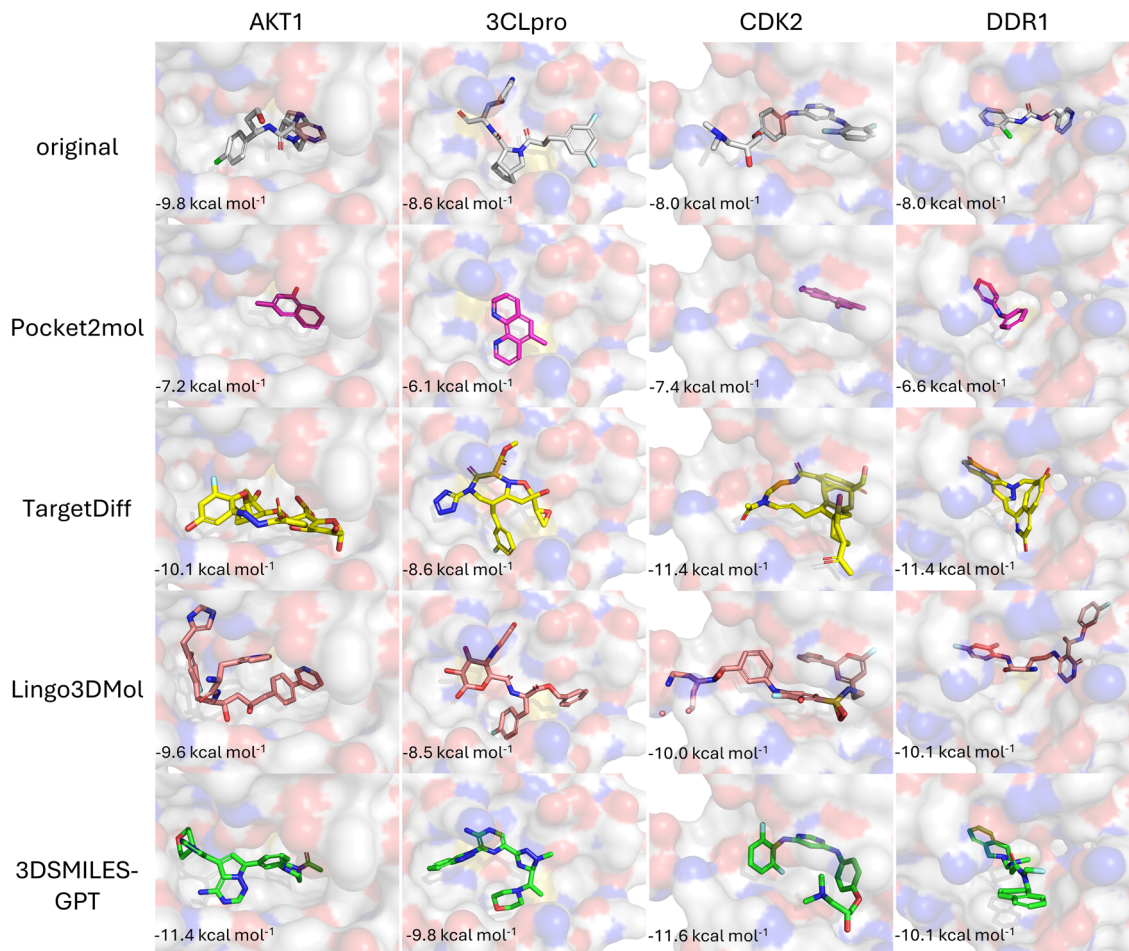 AKT1 3CLpro CDK2 DDR1
original
-9.8 kcal mol⁻¹ -8.6 kcal mol⁻¹ -8.0 kcal mol⁻¹ -8.0 kcal mol⁻¹
Pocket2mol
-7.2 kcal mol⁻¹ -6.1 kcal mol⁻¹ -7.4 kcal mol⁻¹ -6.6 kcal mol⁻¹
TargetDiff
-10.1 kcal mol⁻¹ -8.6 kcal mol⁻¹ -11.4 kcal mol⁻¹ -11.4 kcal mol⁻¹
Lingo3DMol
-9.6 kcal mol⁻¹ -8.5 kcal mol⁻¹ -10.0 kcal mol⁻¹ -10.1 kcal mol⁻¹
3DSMILES-
GPT
-11.4 kcal mol⁻¹ -9.8 kcal mol⁻¹ -11.6 kcal mol⁻¹ -10.1 kcal mol⁻¹